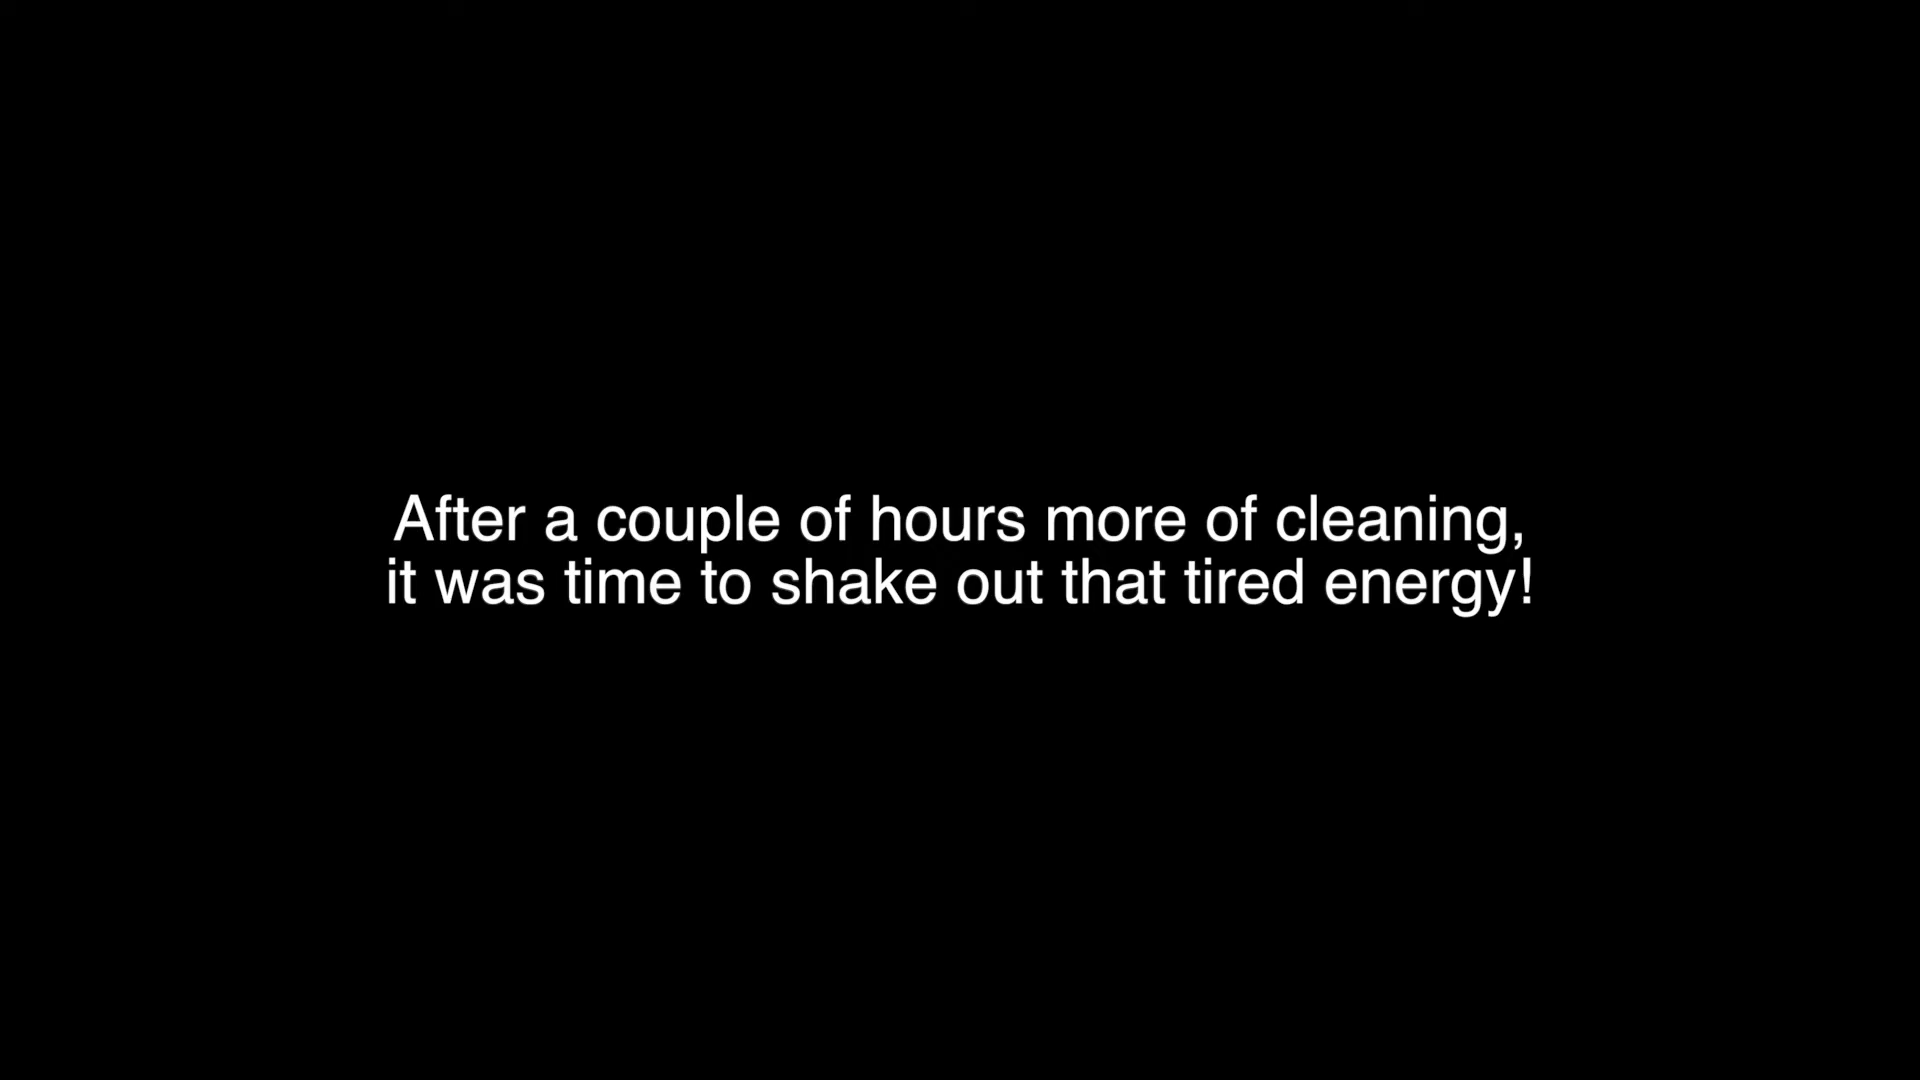 After a couple of hours more of cleaning,
it was time to shake out that tired energy!